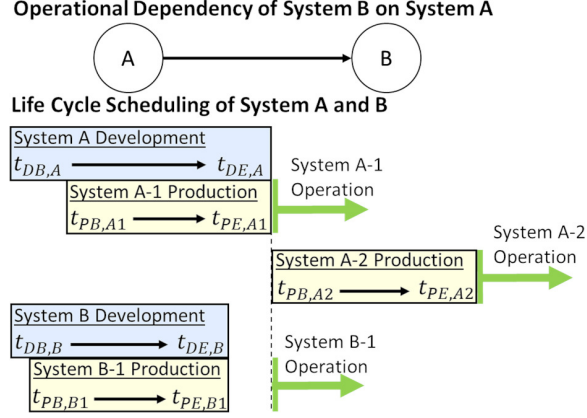 Operational Dependency of System B on System A
A
B
Life Cycle Scheduling of System A and B
System A Development
t_{DB,A} t_{DE,A}
System A-1 Production
t_{PB,A1} t_{PE,A1}
System A-1
Operation
System A-2 Production
t_{PB,A2} t_{PE,A2}
System A-2
Operation
System B Development
t_{DB,B} t_{DE,B}
System B-1 Production
t_{PB,B1} t_{PE,B1}
System B-1
Operation